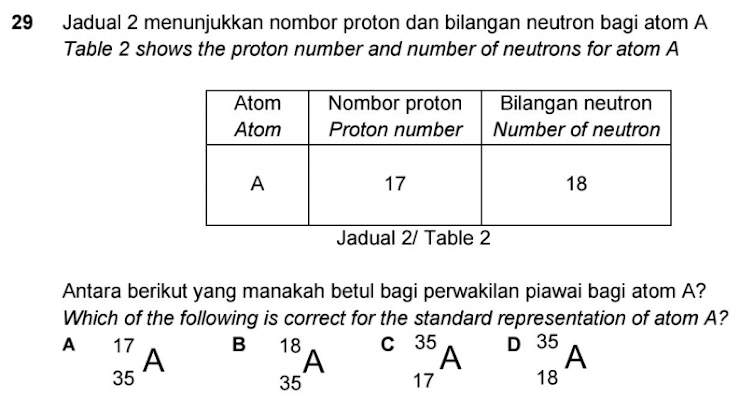 29 Jadual 2 menunjukkan nombor proton dan bilangan neutron bagi atom A
Table 2 shows the proton number and number of neutrons for atom A
Atom Nombor proton Bilangan neutron
Atom Proton number Number of neutron
A 17 18
Jadual 2/ Table 2
Antara berikut yang manakah betul bagi perwakilan piawai bagi atom A?
Which of the following is correct for the standard representation of atom A?
A 17 B 18 C 35 D 35
A A A A
35 35 17 18